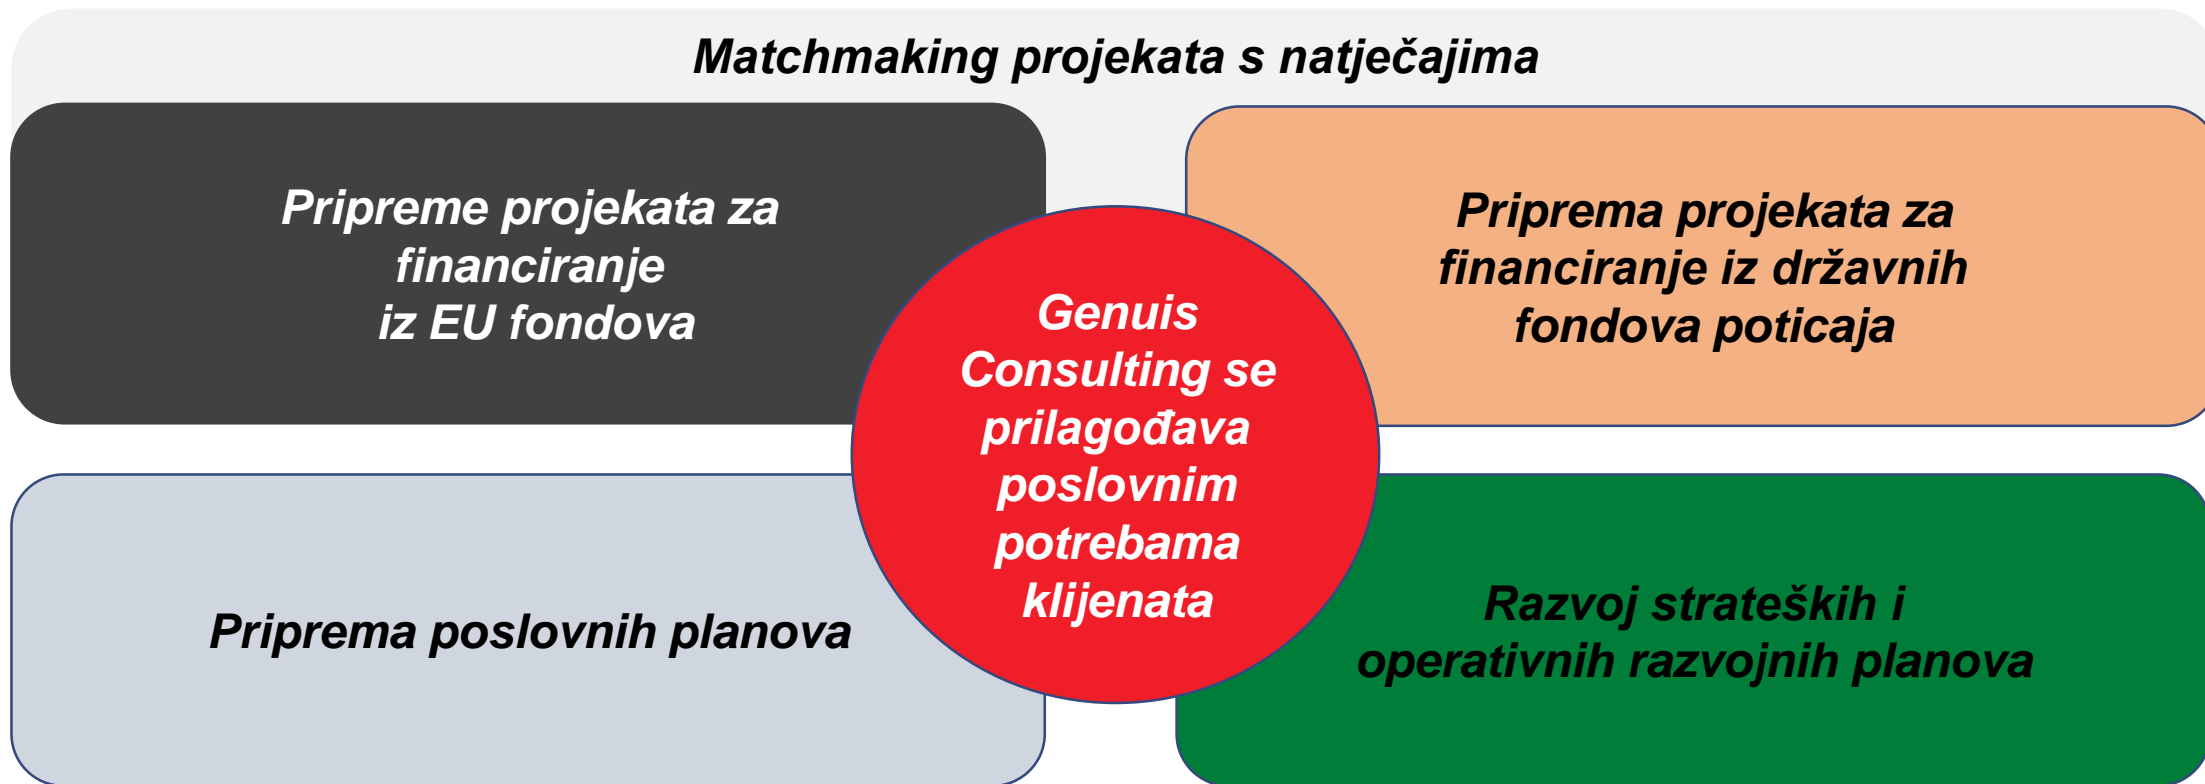 Matchmaking projekata s natječajima
Pripreme projekata za
financiranje
iz EU fondova
Priprema projekata za
financiranje iz državnih
fondova poticaja
Genuis
Consulting se
prilagođava
poslovnim
potrebama
klijenata
Priprema poslovnih planova
Razvoj strateških i
operativnih razvojnih planova